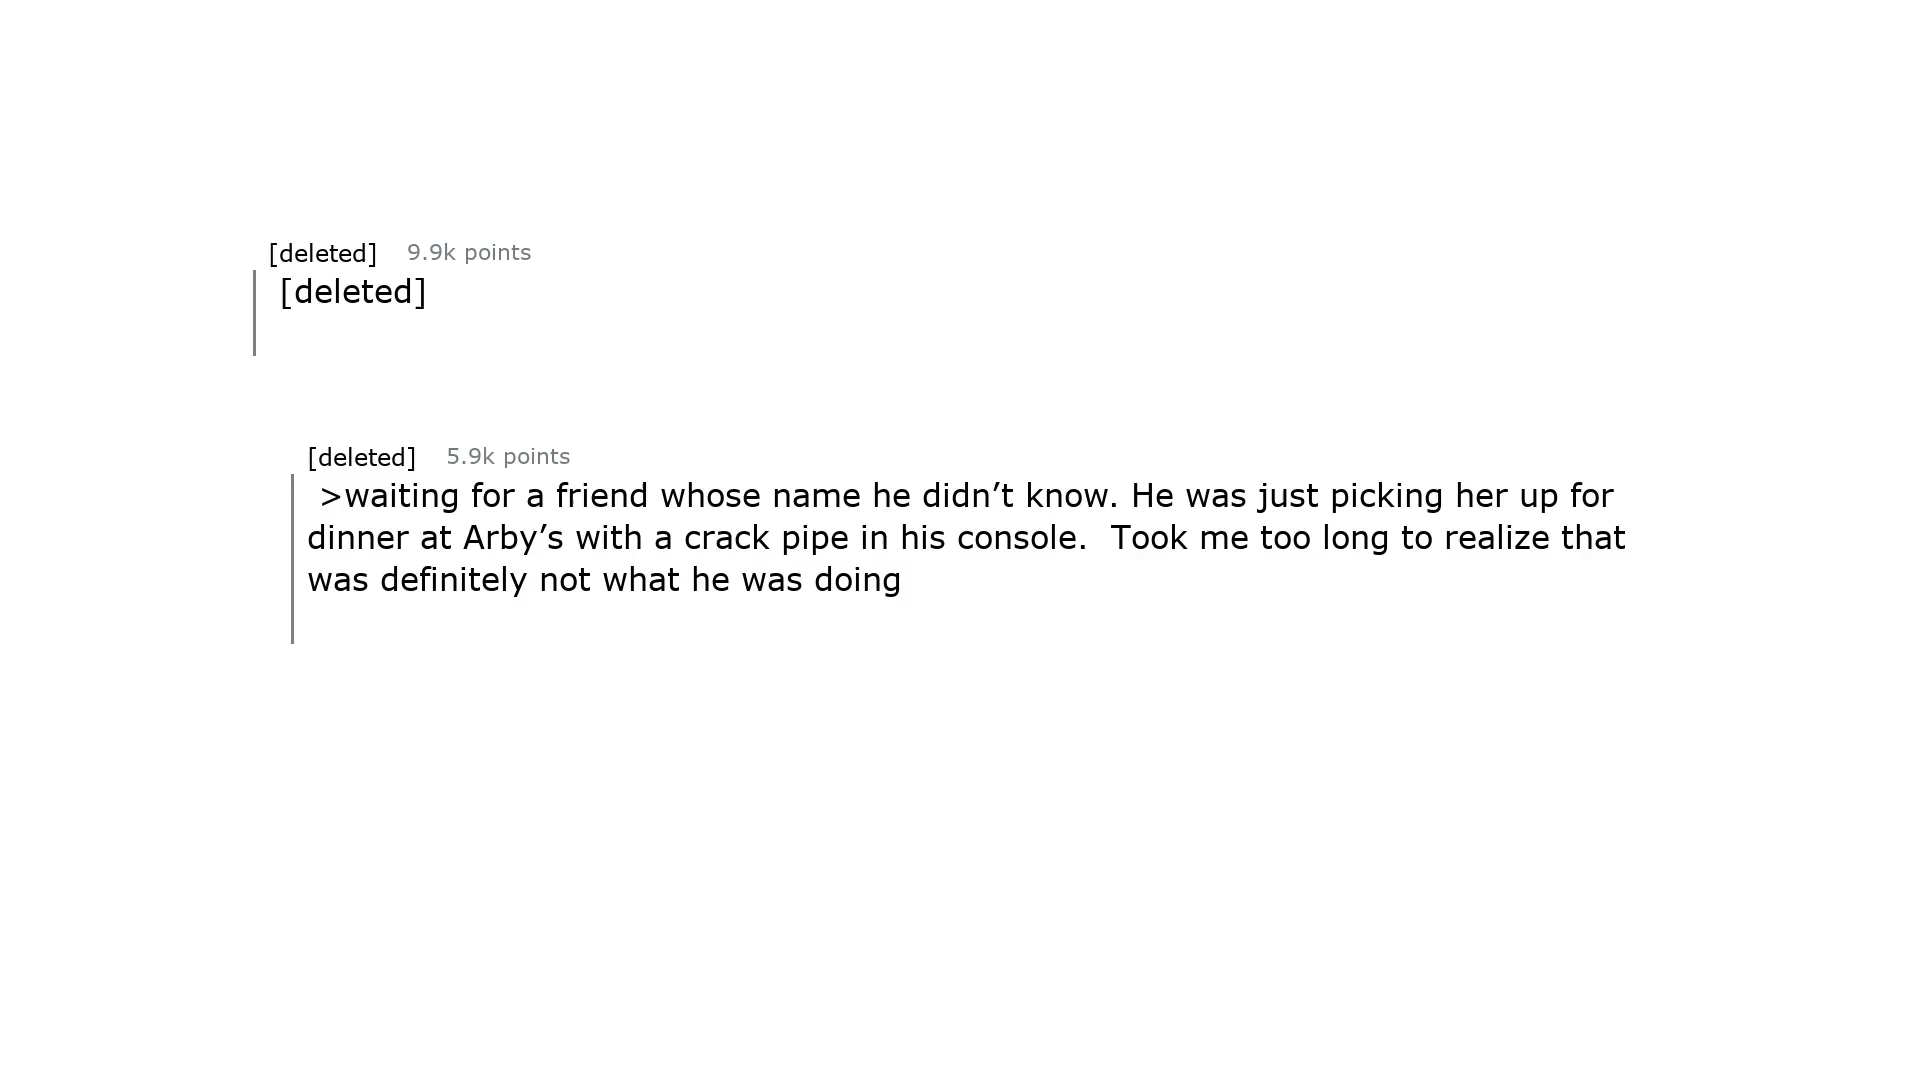 [deleted] 9.9k points
[deleted]
[deleted] 5.9k points
>waiting for a friend whose name he didn’t know. He was just picking her up for
dinner at Arby’s with a crack pipe in his console.  Took me too long to realize that
was definitely not what he was doing